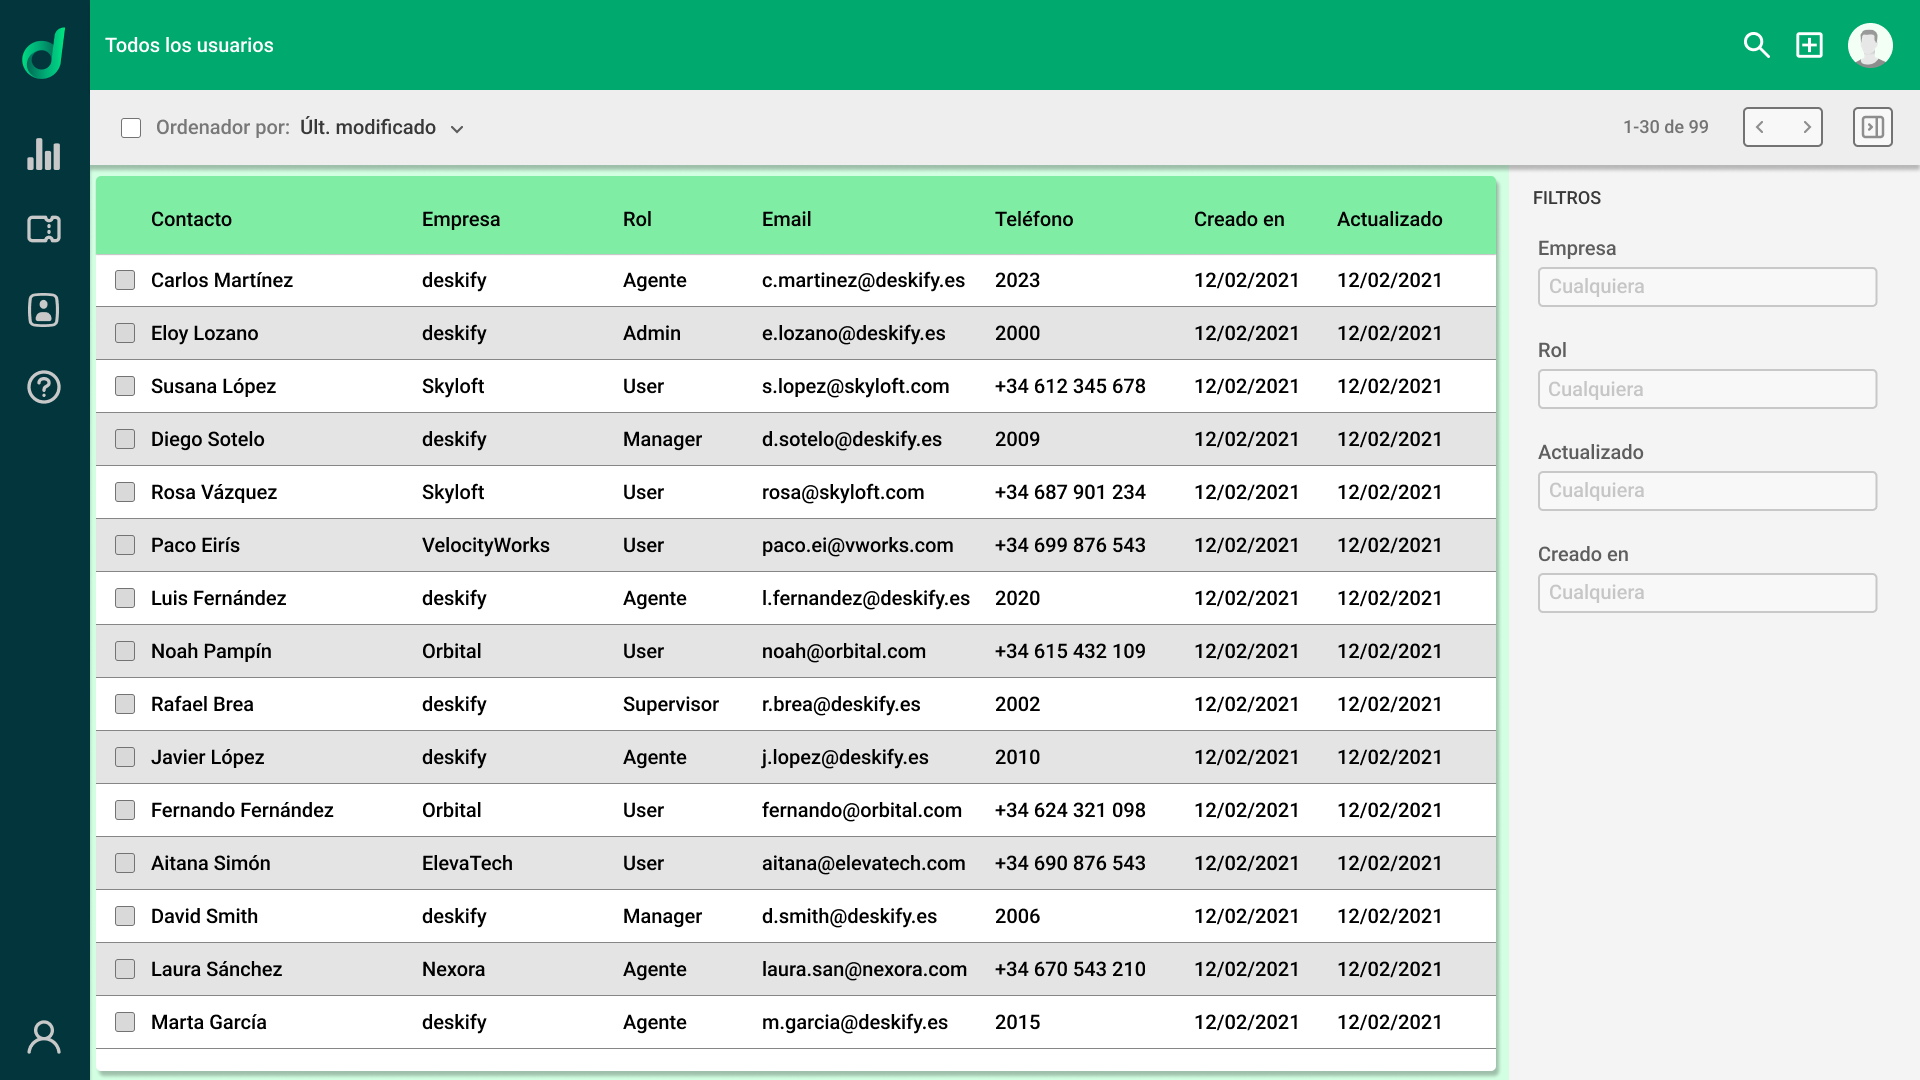 Todos los usuarios
Ordenador por: Últ. modificado
1-30 de 99
Contacto Empresa Rol Email Teléfono Creado en Actualizado
Carlos Martínez deskify Agente c.martinez@deskify.es 2023 12/02/2021 12/02/2021
Eloy Lozano deskify Admin e.lozano@deskify.es 2000 12/02/2021 12/02/2021
Susana López Skyloft User s.lopez@skyloft.com +34 612 345 678 12/02/2021 12/02/2021
Diego Sotelo deskify Manager d.sotelo@deskify.es 2009 12/02/2021 12/02/2021
Rosa Vázquez Skyloft User rosa@skyloft.com +34 687 901 234 12/02/2021 12/02/2021
Paco Eirís VelocityWorks User paco.ei@vworks.com +34 699 876 543 12/02/2021 12/02/2021
Luis Fernández deskify Agente l.fernandez@deskify.es 2020 12/02/2021 12/02/2021
Noah Pampín Orbital User noah@orbital.com +34 615 432 109 12/02/2021 12/02/2021
Rafael Brea deskify Supervisor r.brea@deskify.es 2002 12/02/2021 12/02/2021
Javier López deskify Agente j.lopez@deskify.es 2010 12/02/2021 12/02/2021
Fernando Fernández Orbital User fernando@orbital.com +34 624 321 098 12/02/2021 12/02/2021
Aitana Simón ElevaTech User aitana@elevatech.com +34 690 876 543 12/02/2021 12/02/2021
David Smith deskify Manager d.smith@deskify.es 2006 12/02/2021 12/02/2021
Laura Sánchez Nexora Agente laura.san@nexora.com +34 670 543 210 12/02/2021 12/02/2021
Marta García deskify Agente m.garcia@deskify.es 2015 12/02/2021 12/02/2021
FILTROS
Empresa
Cualquiera
Rol
Cualquiera
Actualizado
Cualquiera
Creado en
Cualquiera